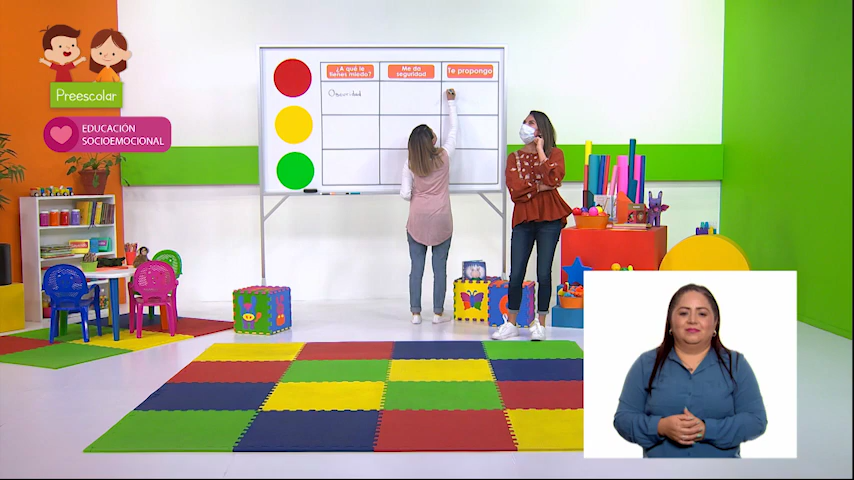 Preescolar
EDUCACIÓN
SOCIOEMOCIONAL
¿A qué le
tienes miedo?
Me da
seguridad
Te propongo
Oscuridad